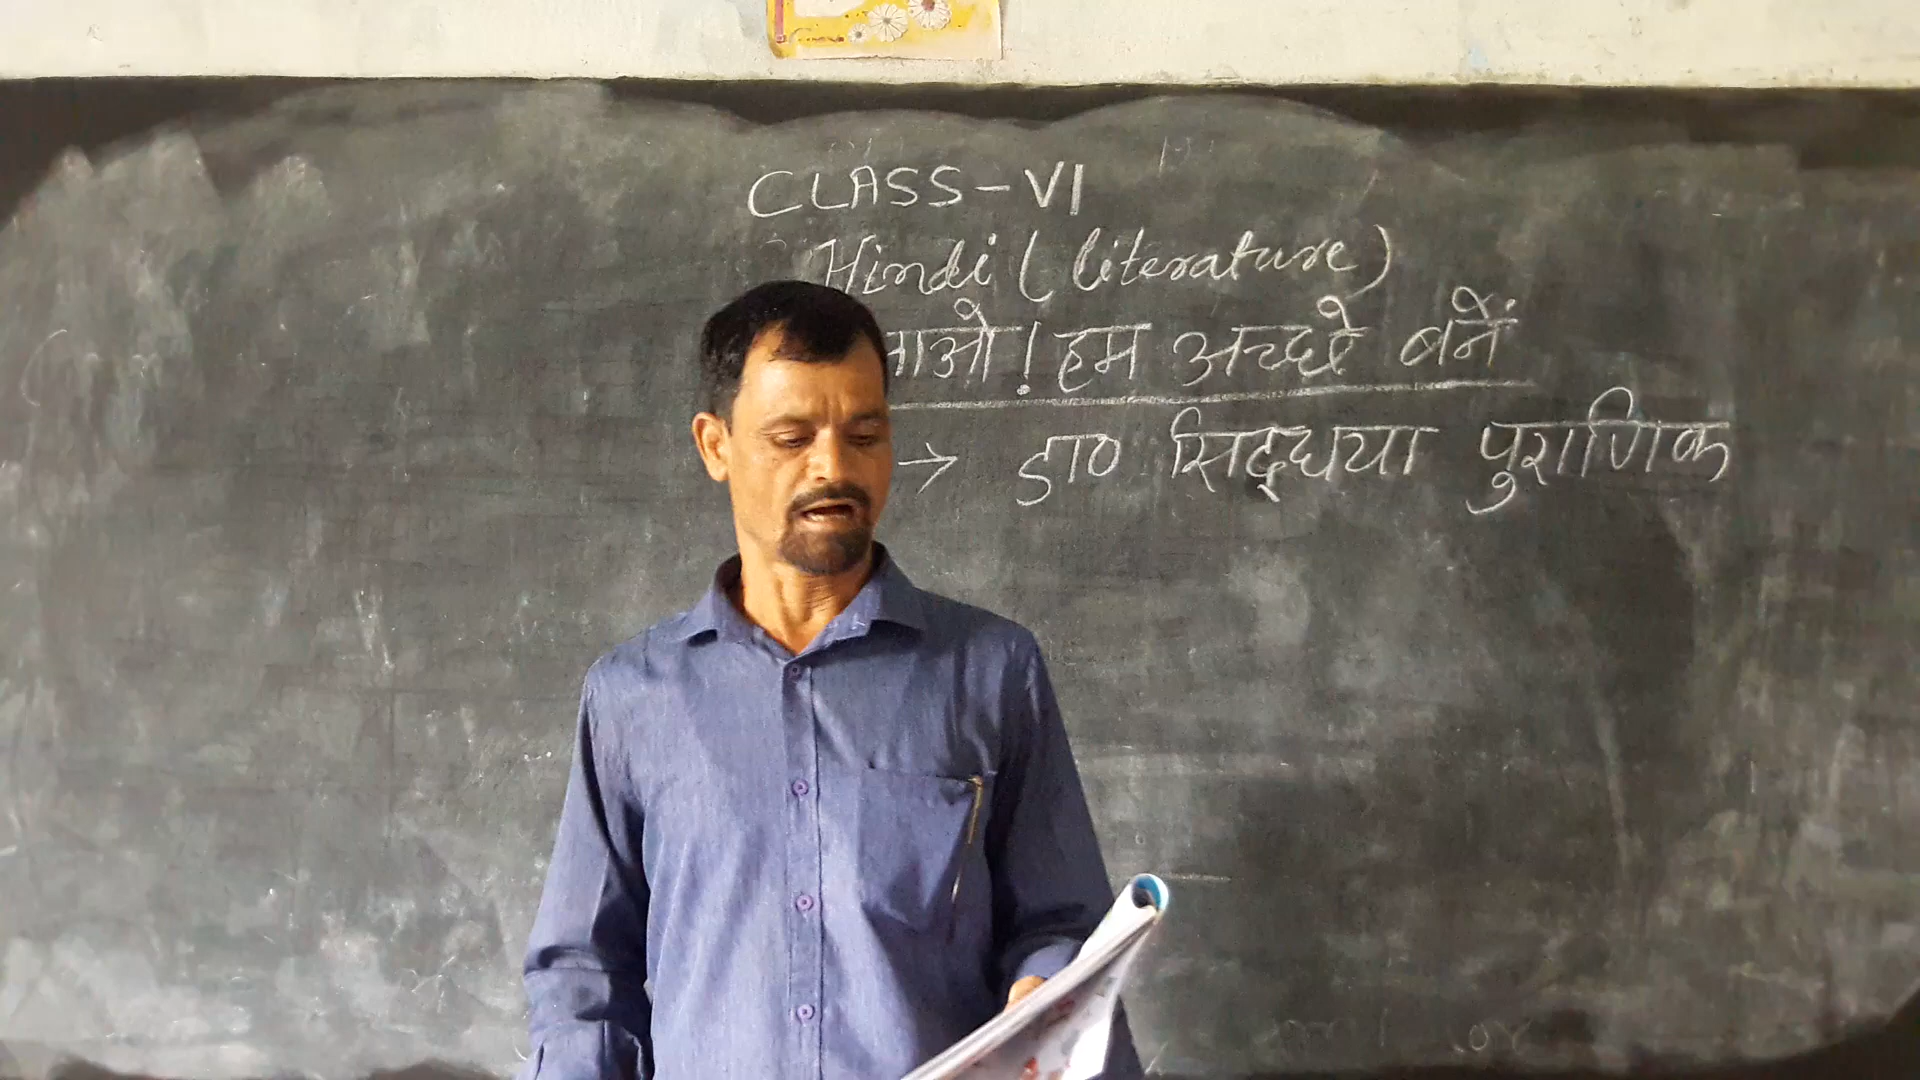 CLASS-VI
Hindi (literature)
! हम अच्छे बनें
→ डा० सिद्धया पुराणिक